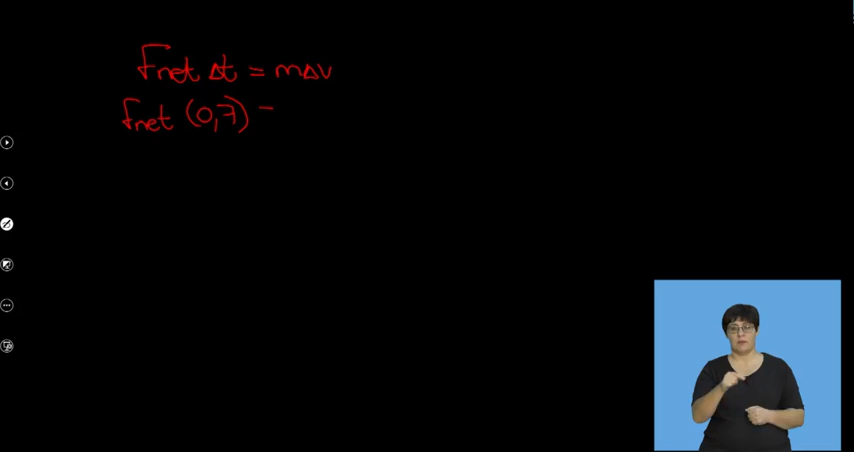 Fnet Δt = mΔv
Fnet (0,7) =